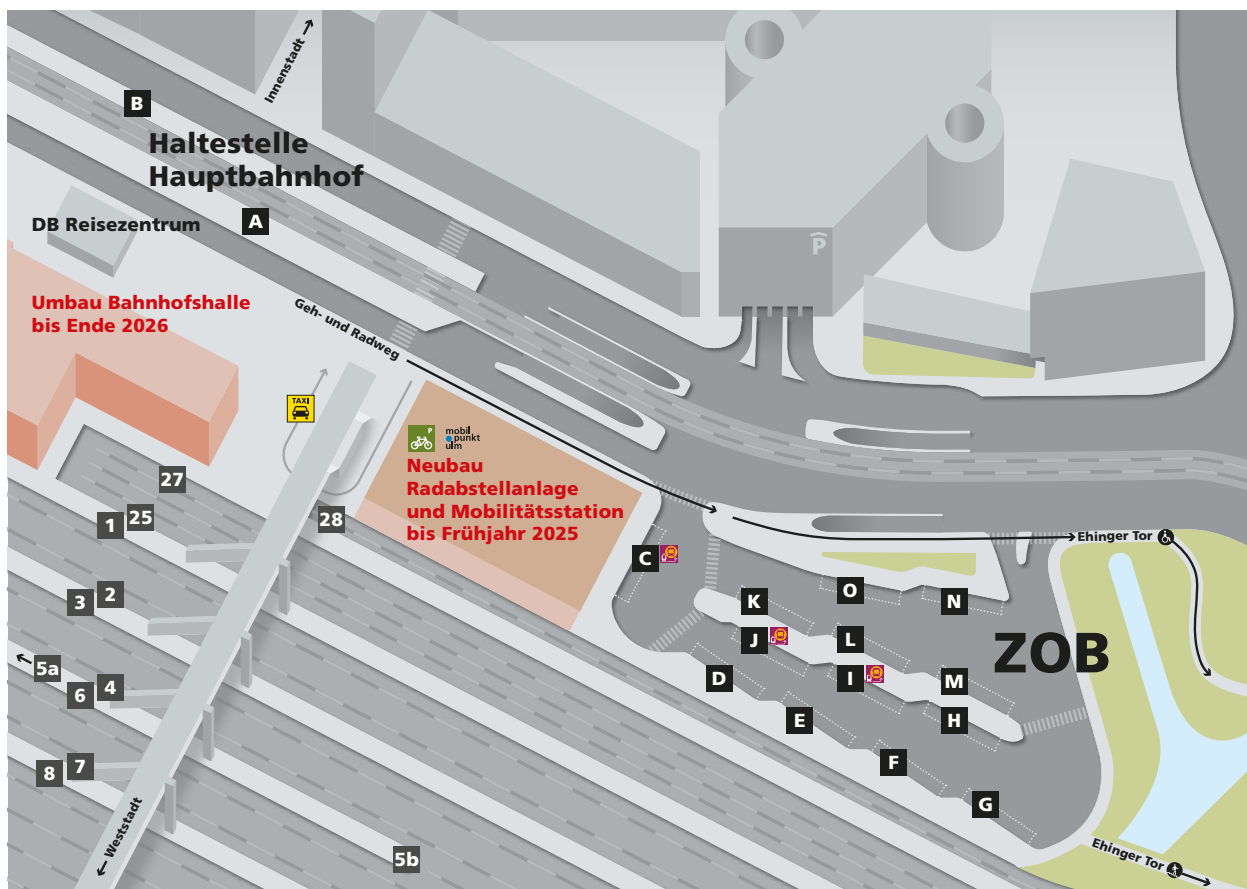 Innenstadt
B
Haltestelle
Hauptbahnhof
P
A
DB Reisezentrum
Umbau Bahnhofshalle
bis Ende 2026
Geh- und Radweg
TAXI
P
mobil
punkt
ulm
Neubau
Radabstellanlage
und Mobilitätsstation
bis Frühjahr 2025
27
25
1
28
Ehinger Tor
C
O
N
K
J
L
ZOB
D
I
M
E
H
F
G
2
3
5a
4
6
7
8
Weststadt
5b
Ehinger Tor